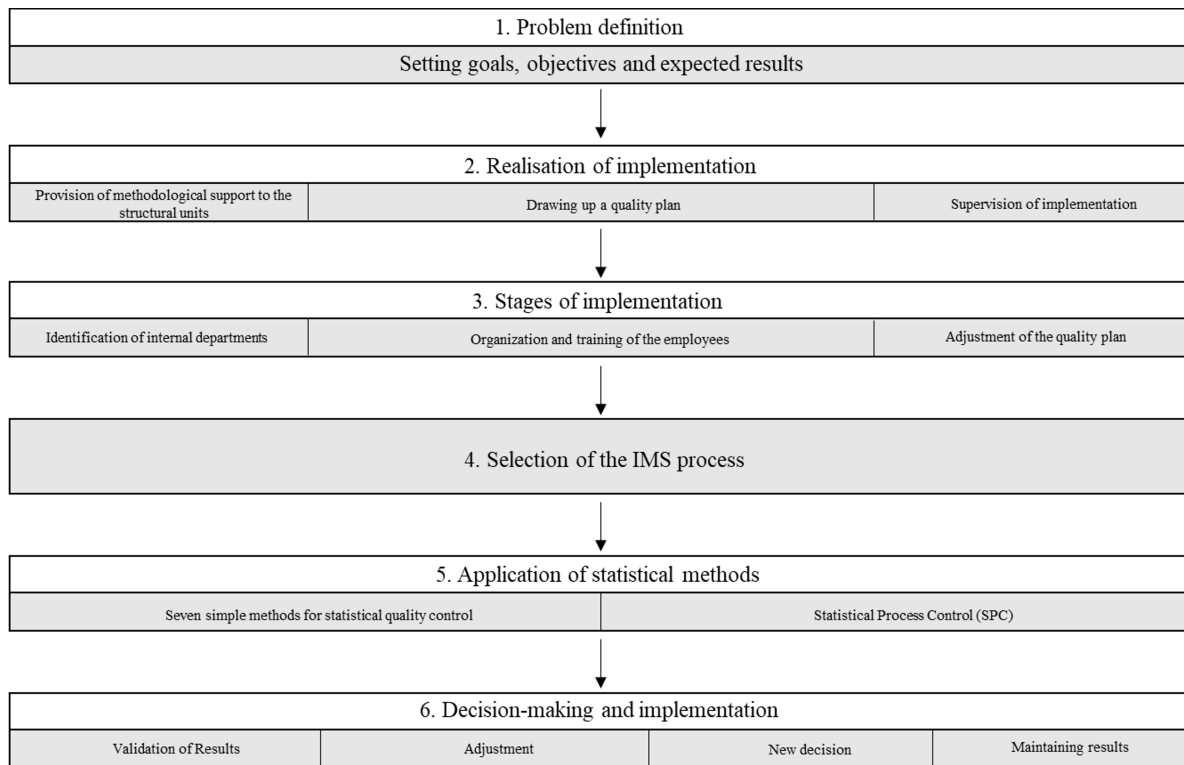 1. Problem definition
Setting goals, objectives and expected results
2. Realisation of implementation
Provision of methodological support to the
structural units
Drawing up a quality plan
Supervision of implementation
3. Stages of implementation
Identification of internal departments
Organization and training of the employees
Adjustment of the quality plan
4. Selection of the IMS process
5. Application of statistical methods
Seven simple methods for statistical quality control
Statistical Process Control (SPC)
6. Decision-making and implementation
Validation of Results
Adjustment
New decision
Maintaining results